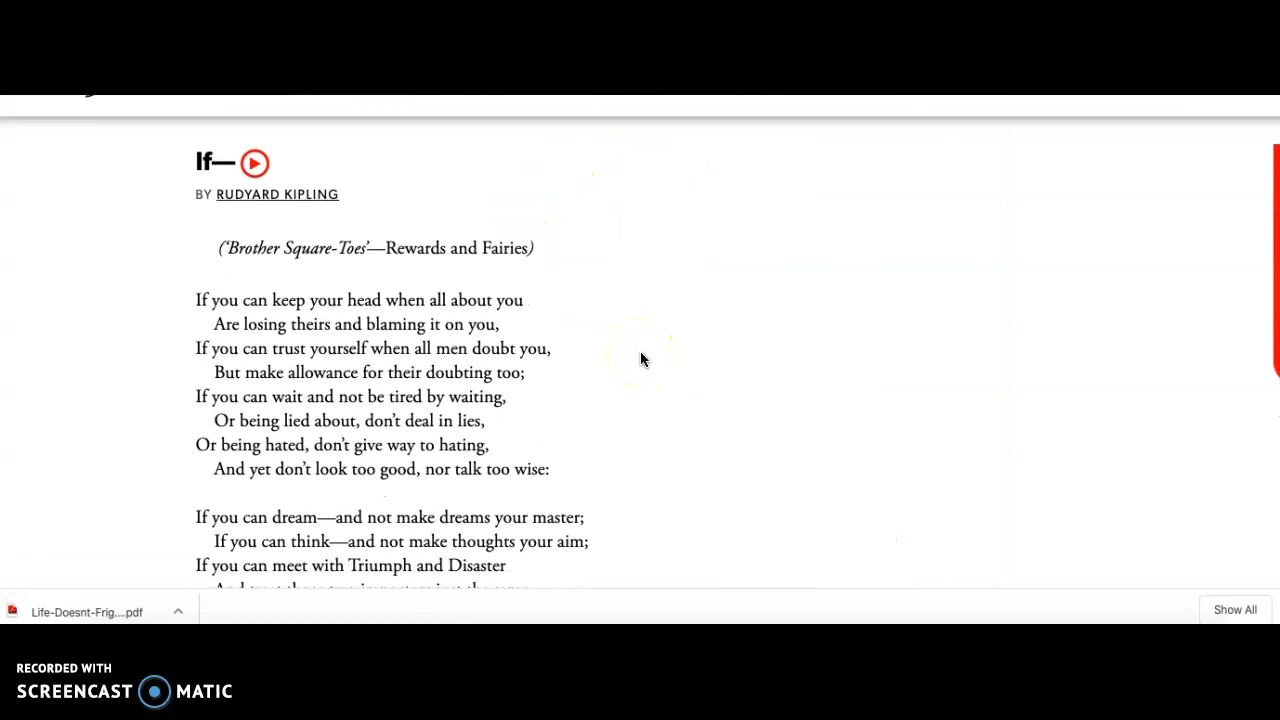 If—
BY RUDYARD KIPLING
(‘Brother Square-Toes’—Rewards and Fairies)
If you can keep your head when all about you
Are losing theirs and blaming it on you,
If you can trust yourself when all men doubt you,
But make allowance for their doubting too;
If you can wait and not be tired by waiting,
Or being lied about, don’t deal in lies,
Or being hated, don’t give way to hating,
And yet don’t look too good, nor talk too wise:
If you can dream—and not make dreams your master;
If you can think—and not make thoughts your aim;
If you can meet with Triumph and Disaster
Life-Doesnt-Frig....pdf
Show All
RECORDED WITH
SCREENCAST MATIC